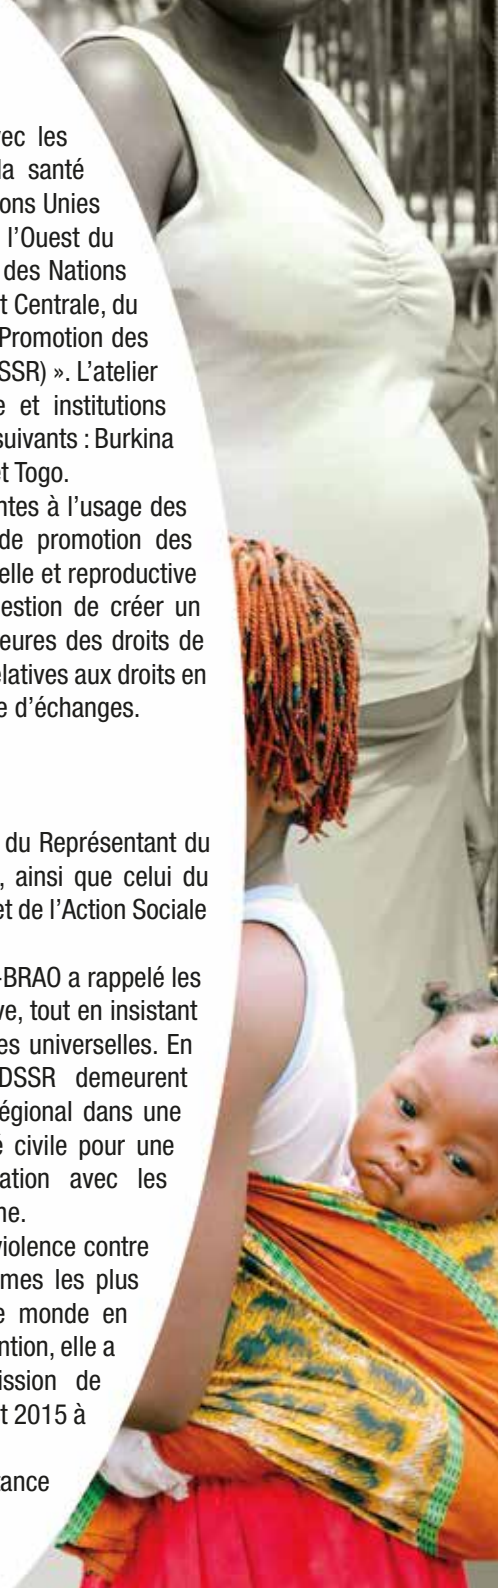 ec les
la santé
ons Unies
l’Ouest du
des Nations
t Centrale, du
Promotion des
SSR) ». L’atelier
e et institutions
suivants : Burkina
et Togo.
ntes à l’usage des
de promotion des
elle et reproductive
estion de créer un
eures des droits de
elatives aux droits en
e d’échanges.
du Représentant du
, ainsi que celui du
et de l’Action Sociale
-BRAO a rappelé les
ve, tout en insistant
es universelles. En
DSSR demeurent
égional dans une
é civile pour une
ation avec les
ne.
violence contre
mes les plus
e monde en
ntion, elle a
ission de
t 2015 à
tance